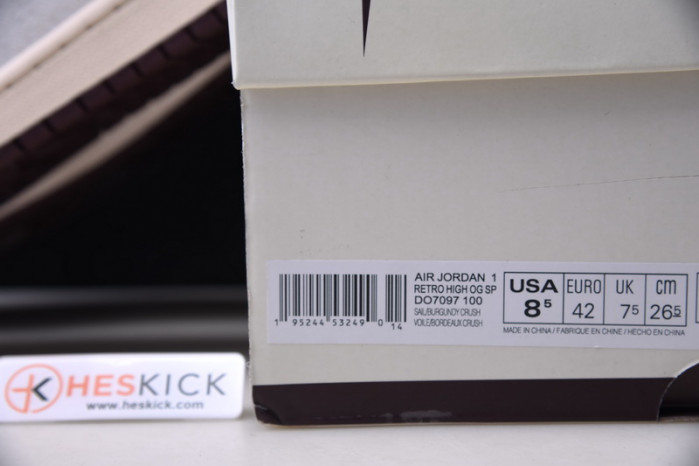 AIR JORDAN 1
RETRO HIGH OG SP
DO7097 100
SAIL/BURGUNDY CRUSH
VOILE/BORDEAUX CRUSH
1 95244 53249 0 14
USA EURO UK cm
8⁵ 42 7⁵ 26⁵
MADE IN CHINA / FABRIQUE EN CHINE / HECHO EN CHINA
HESKICK
www.heskick.com